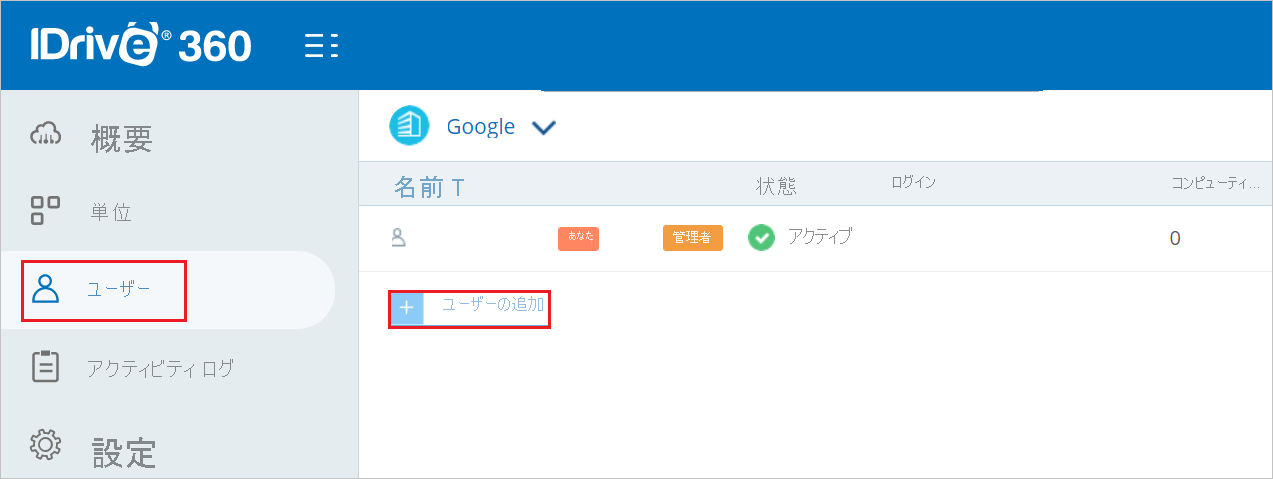 IDrive® 360
概要
単位
ユーザー
アクティビティ ログ
設定
Google
名前 T 状態 ログイン コンピューティ...
あなた 管理者 アクティブ 0
+ ユーザーの追加